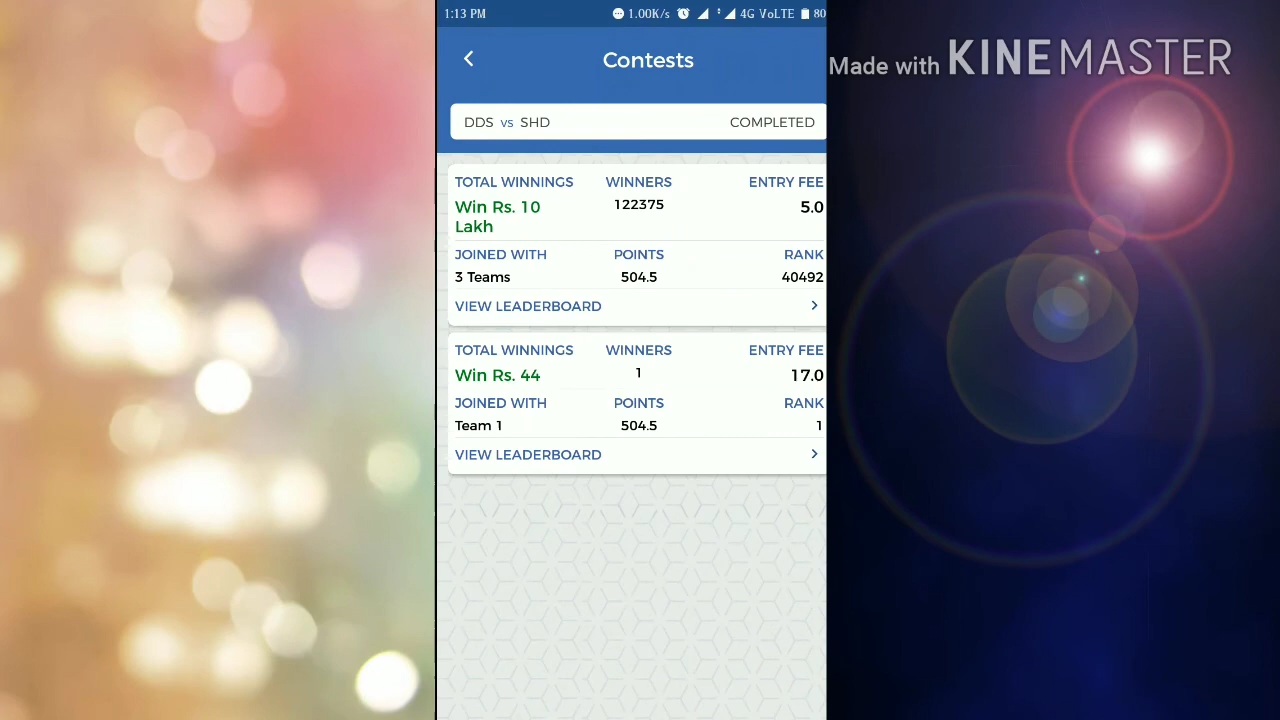 1:13 PM 1.00K/s 4G VoLTE 80
Made with KINEMASTER
Contests
DDS vs SHD COMPLETED
TOTAL WINNINGS WINNERS ENTRY FEE
Win Rs. 10 122375 5.0
Lakh
JOINED WITH POINTS RANK
3 Teams 504.5 40492
VIEW LEADERBOARD
TOTAL WINNINGS WINNERS ENTRY FEE
Win Rs. 44 1 17.0
JOINED WITH POINTS RANK
Team 1 504.5 1
VIEW LEADERBOARD